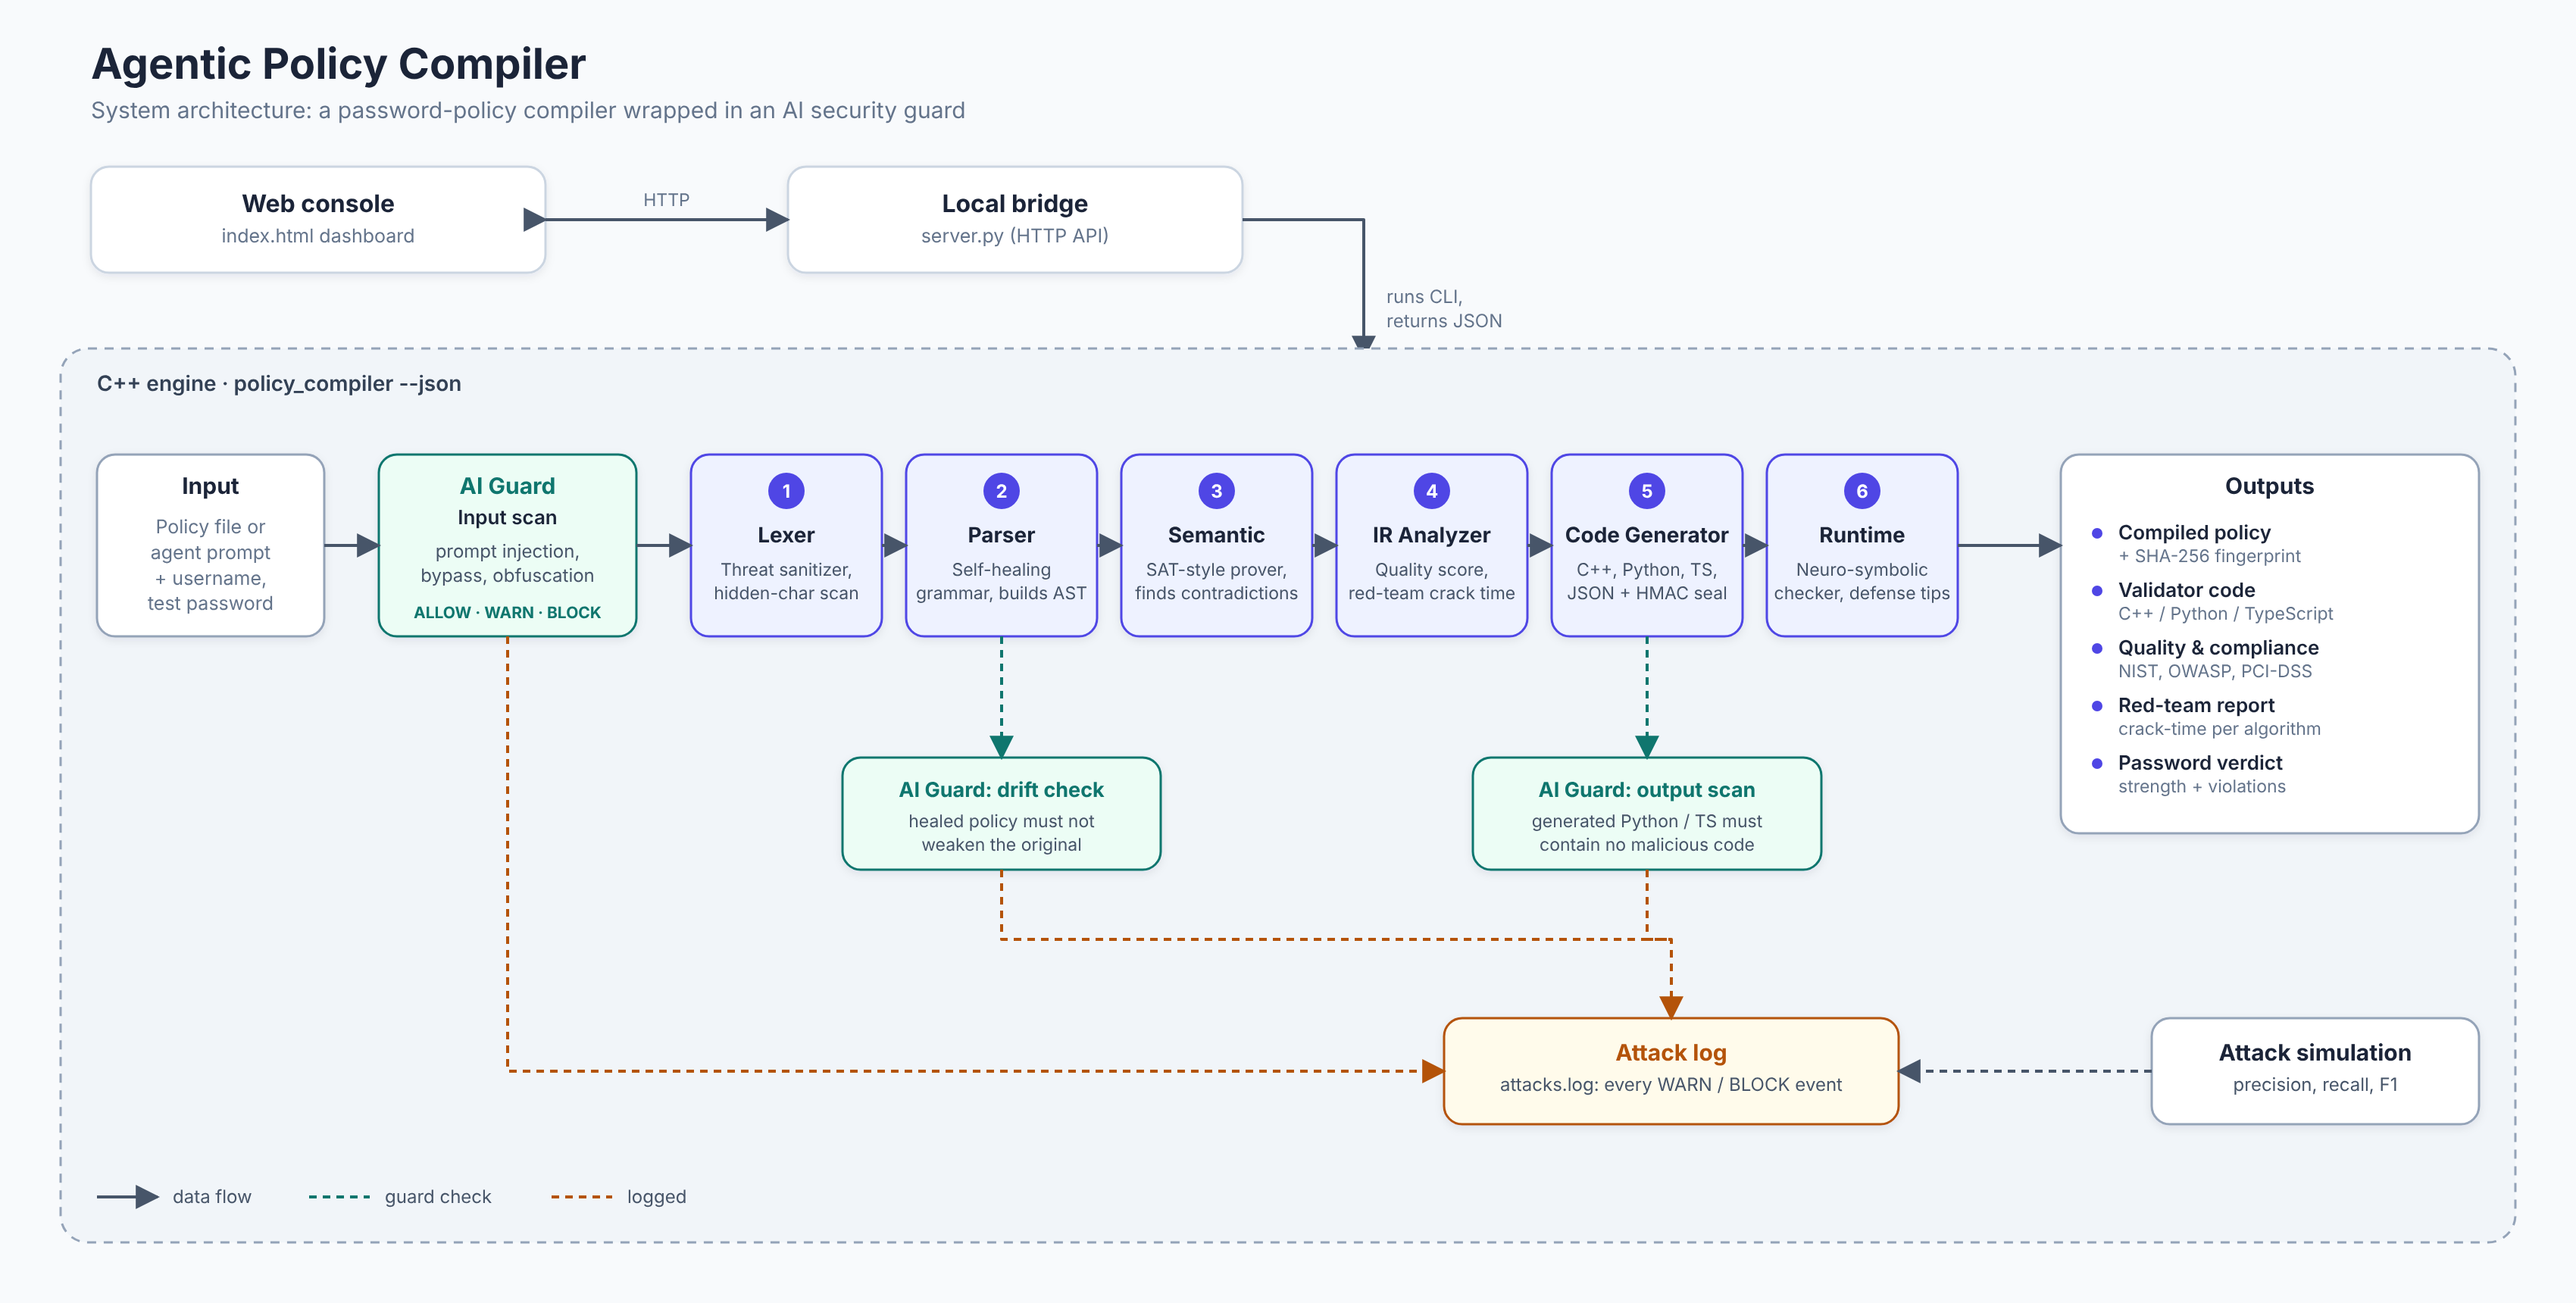 Agentic Policy Compiler
System architecture: a password-policy compiler wrapped in an AI security guard
Web console
index.html dashboard
HTTP
Local bridge
server.py (HTTP API)
runs CLI,
returns JSON
C++ engine · policy_compiler --json
Input
Policy file or
agent prompt
+ username,
test password
AI Guard
Input scan
prompt injection,
bypass, obfuscation
ALLOW · WARN · BLOCK
1
Lexer
Threat sanitizer,
hidden-char scan
2
Parser
Self-healing
grammar, builds AST
3
Semantic
SAT-style prover,
finds contradictions
4
IR Analyzer
Quality score,
red-team crack time
5
Code Generator
C++, Python, TS,
JSON + HMAC seal
6
Runtime
Neuro-symbolic
checker, defense tips
Outputs
Compiled policy
+ SHA-256 fingerprint
Validator code
C++ / Python / TypeScript
Quality & compliance
NIST, OWASP, PCI-DSS
Red-team report
crack-time per algorithm
Password verdict
strength + violations
AI Guard: drift check
healed policy must not
weaken the original
AI Guard: output scan
generated Python / TS must
contain no malicious code
Attack log
attacks.log: every WARN / BLOCK event
Attack simulation
precision, recall, F1
data flow
guard check
logged